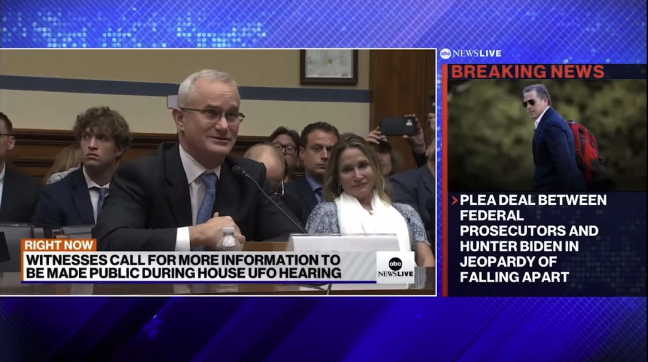 abc NEWS LIVE
BREAKING NEWS
RIGHT NOW
WITNESSES CALL FOR MORE INFORMATION TO
BE MADE PUBLIC DURING HOUSE UFO HEARING
abc
NEWS LIVE
PLEA DEAL BETWEEN
FEDERAL
PROSECUTORS AND
HUNTER BIDEN IN
JEOPARDY OF
FALLING APART